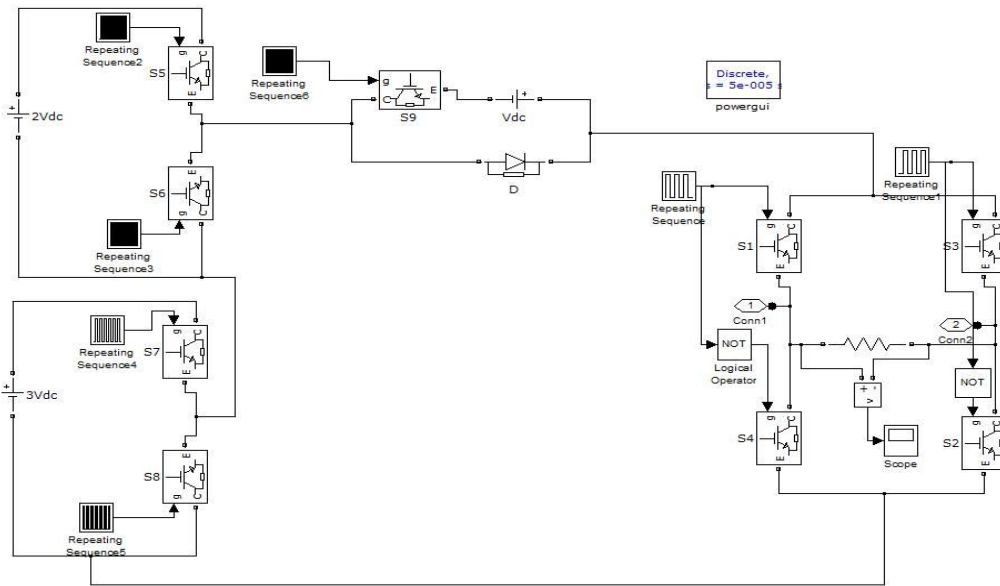 Repeating
Sequence2
g
C
S5
E
2Vdc
E
S6
g
C
Repeating
Sequence3
Repeating
Sequence6
g
C
E
S9
Vdc
D
Discrete,
s = 5e-005 s
powergui
Repeating
Sequence
Repeating
Sequence1
g
C
S1
E
g
C
S3
E
1
Conn1
2
Conn2
NOT
Logical
Operator
NOT
+
-
v
Scope
g
C
S4
E
g
C
S2
E
3Vdc
Repeating
Sequence4
g
C
S7
E
E
S8
g
C
Repeating
Sequence5